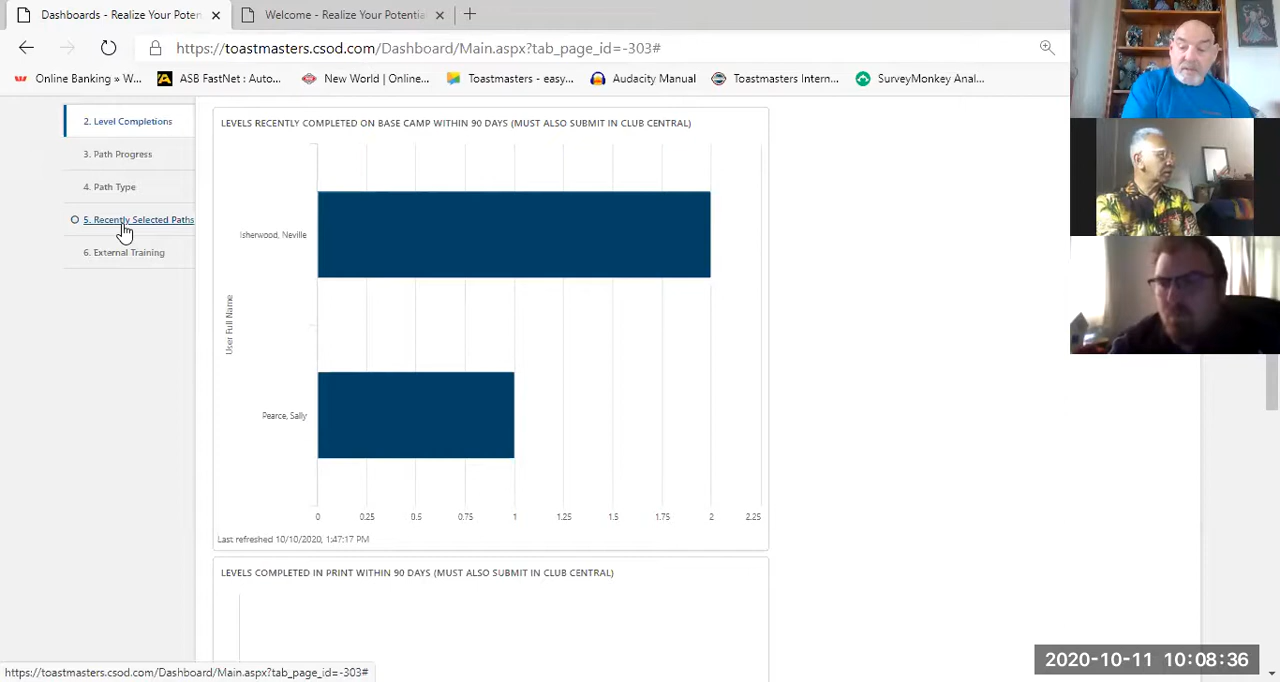 Dashboards - Realize Your Poten
Welcome - Realize Your Potentia
https://toastmasters.csod.com/Dashboard/Main.aspx?tab_page_id=-303#
Online Banking » W...
ASB FastNet : Auto...
New World | Online...
Toastmasters - easy...
Audacity Manual
Toastmasters Intern...
SurveyMonkey Anal...
2. Level Completions
3. Path Progress
4. Path Type
5. Recently Selected Paths
6. External Training
LEVELS RECENTLY COMPLETED ON BASE CAMP WITHIN 90 DAYS (MUST ALSO SUBMIT IN CLUB CENTRAL)
User Full Name
Isherwood, Neville
Pearce, Sally
0 0.25 0.5 0.75 1 1.25 1.5 1.75 2 2.25
Last refreshed 10/10/2020, 1:47:17 PM
LEVELS COMPLETED IN PRINT WITHIN 90 DAYS (MUST ALSO SUBMIT IN CLUB CENTRAL)
https://toastmasters.csod.com/Dashboard/Main.aspx?tab_page_id=-303#
2020-10-11 10:08:36